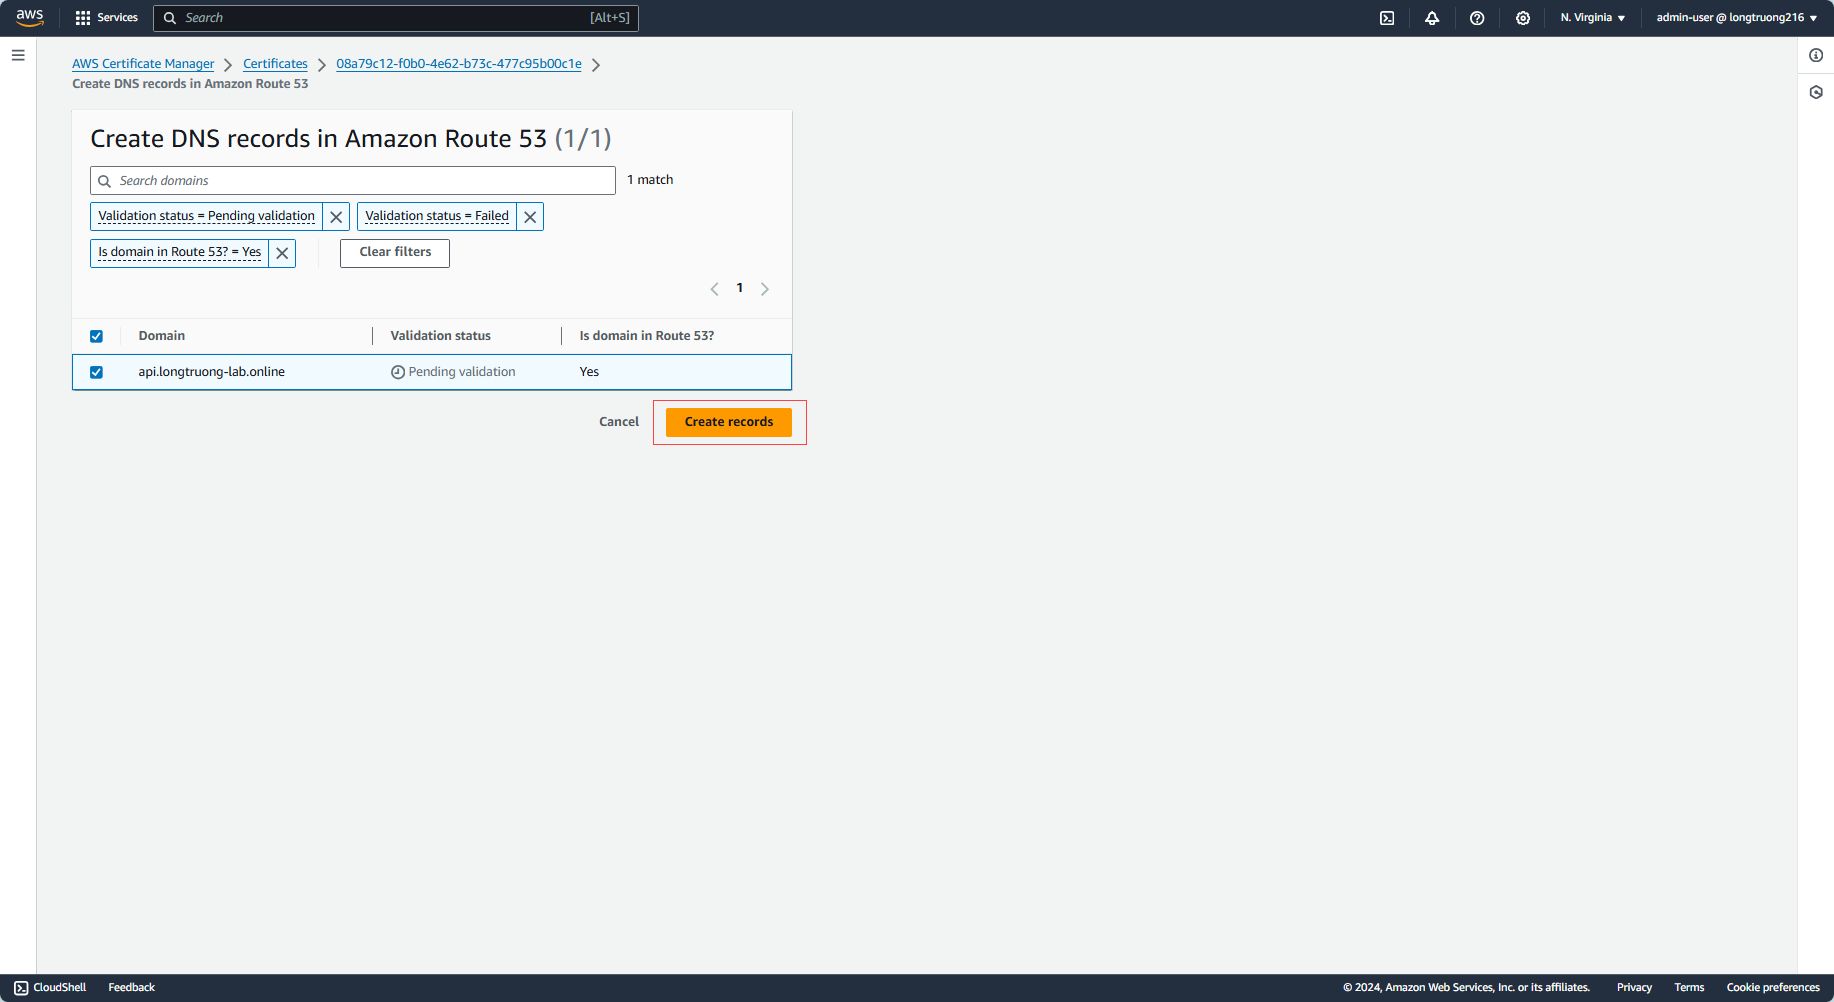 aws Services Search [Alt+S] N. Virginia admin-user @ longtruong216
AWS Certificate Manager Certificates 08a79c12-f0b0-4e62-b73c-477c95b00c1e
Create DNS records in Amazon Route 53
Create DNS records in Amazon Route 53 (1/1)
Search domains 1 match
Validation status = Pending validation Validation status = Failed
Is domain in Route 53? = Yes Clear filters
1
Domain Validation status Is domain in Route 53?
api.longtruong-lab.online Pending validation Yes
Cancel Create records
CloudShell Feedback © 2024, Amazon Web Services, Inc. or its affiliates. Privacy Terms Cookie preferences